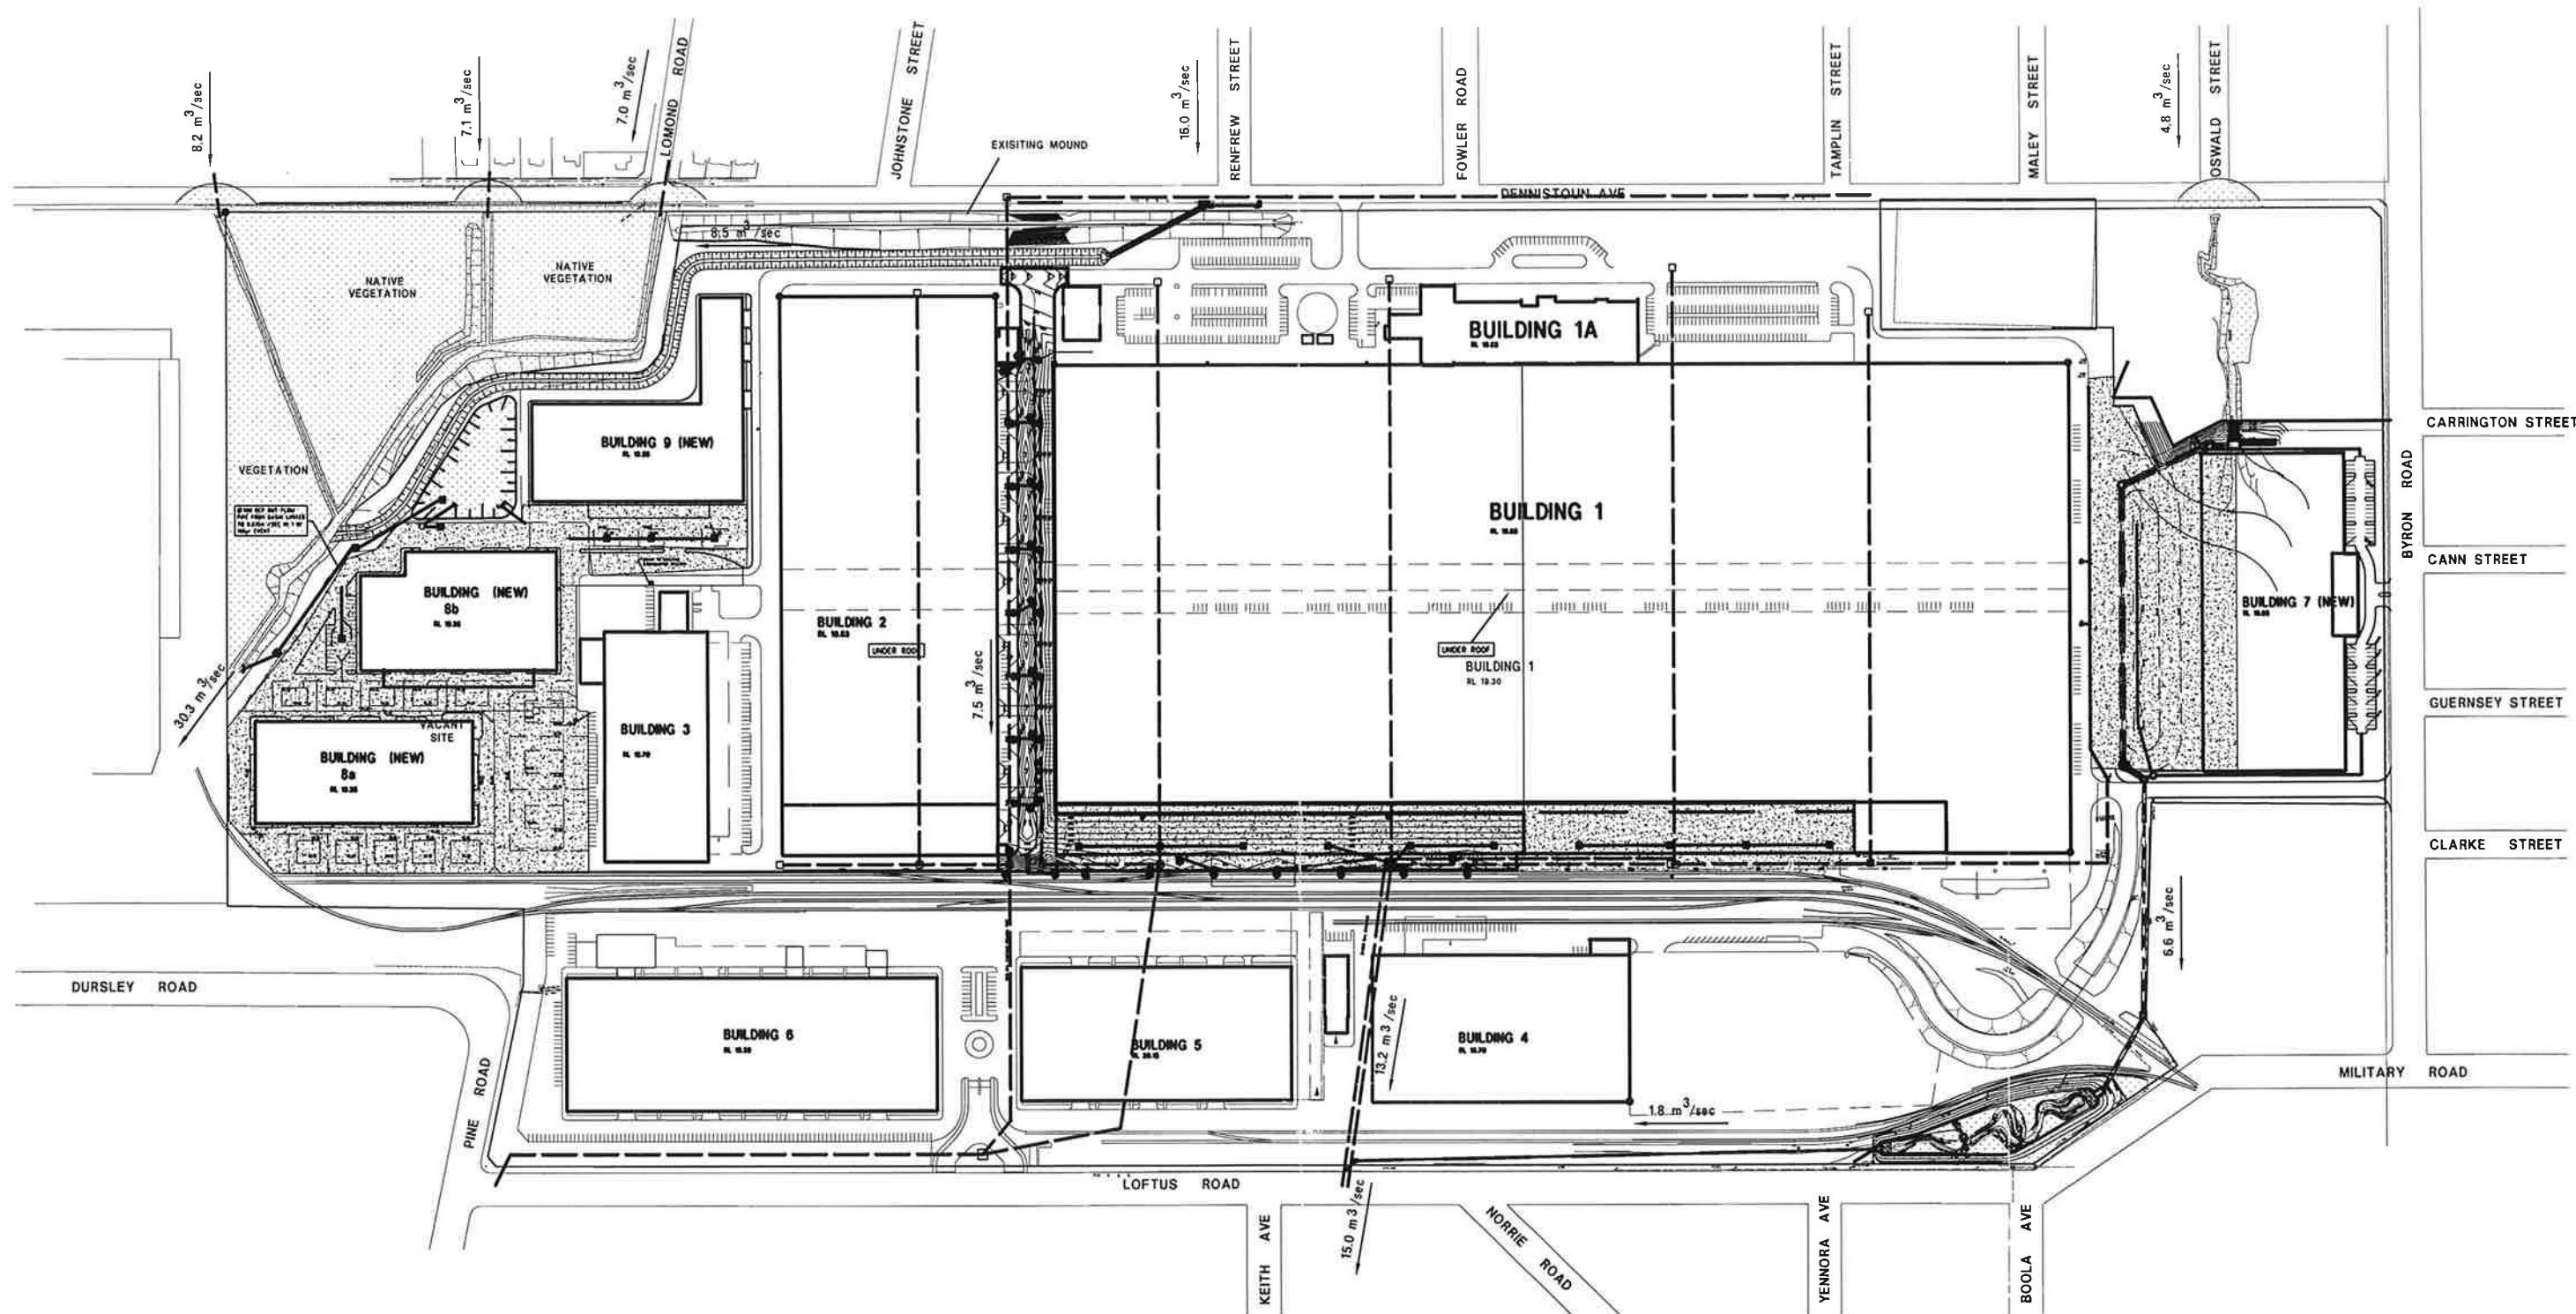 8.2 m³/sec
7.1 m³/sec
7.0 m³/sec
LOMOND ROAD
JOHNSTONE STREET
16.0 m³/sec
RENFREW STREET
FOWLER ROAD
TAMPLIN STREET
MALEY STREET
4.8 m³/sec
OSWALD STREET
EXISITING MOUND
DENNISTOUN AVE
8.5 m³/sec
NATIVE
VEGETATION
NATIVE
VEGETATION
BUILDING 1A
CARRINGTON STREET
BUILDING 9 (NEW)
VEGETATION
BYRON ROAD
BUILDING 1
CANN STREET
BUILDING (NEW)
8b
BUILDING 7 (NEW)
BUILDING 2
UNDER ROOF
UNDER ROOF
BUILDING 1
RL 19.30
7.5 m³/sec
30.3 m³/sec
GUERNSEY STREET
VACANT
SITE
BUILDING 3
BUILDING (NEW)
8a
CLARKE STREET
6.6 m³/sec
DURSLEY ROAD
BUILDING 6
BUILDING 5
BUILDING 4
13.2 m3/sec
PINE ROAD
MILITARY ROAD
1.8 m³/sec
LOFTUS ROAD
15.0 m3/sec
KEITH AVE
NORRIE ROAD
YENNORA AVE
BOOLA AVE